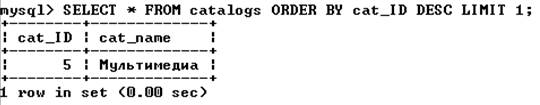 mysql> SELECT * FROM catalogs ORDER BY cat_ID DESC LIMIT 1;
+--------+-------------+
| cat_ID | cat_name    |
+--------+-------------+
|      5 | Мультимедиа |
+--------+-------------+
1 row in set (0.00 sec)